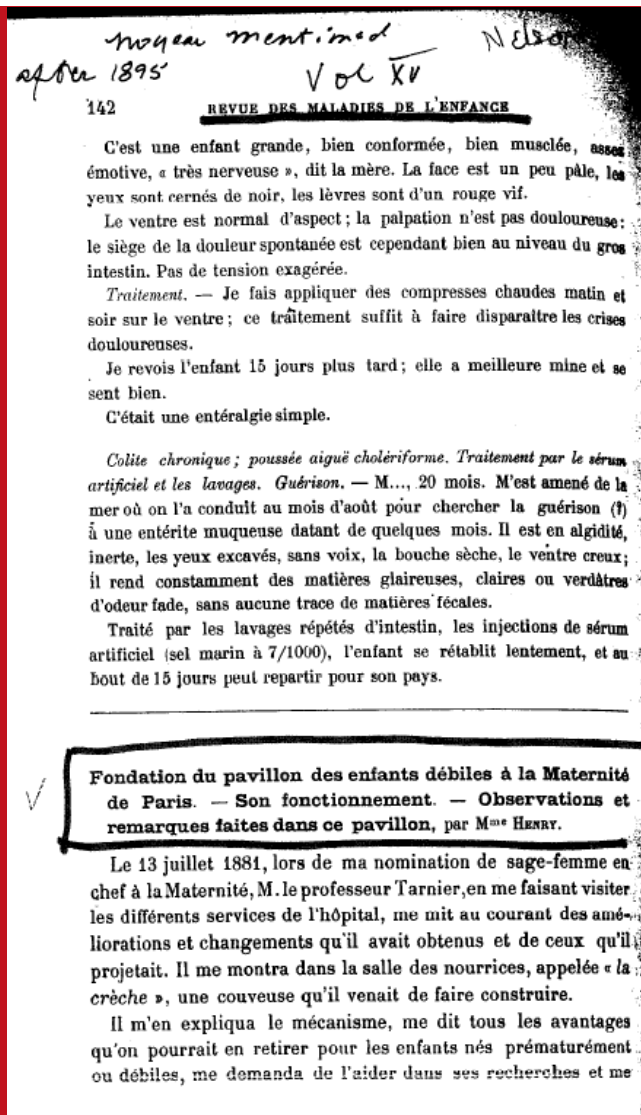 no year mentioned Nelson
after 1895 Vol XV
142 REVUE DES MALADIES DE L'ENFANCE
C'est une enfant grande, bien conformée, bien musclée, assez
émotive, « très nerveuse », dit la mère. La face est un peu pâle, les
yeux sont cernés de noir, les lèvres sont d'un rouge vif.
Le ventre est normal d'aspect ; la palpation n'est pas douloureuse ;
le siège de la douleur spontanée est cependant bien au niveau du gros
intestin. Pas de tension exagérée.
Traitement. — Je fais appliquer des compresses chaudes matin et
soir sur le ventre ; ce traitement suffit à faire disparaître les crises
douloureuses.
Je revois l'enfant 15 jours plus tard ; elle a meilleure mine et se
sent bien.
C'était une entéralgie simple.
Colite chronique ; poussée aiguë cholériforme. Traitement par le sérum
artificiel et les lavages. Guérison. — M..., 20 mois. M'est amené de la
mer où on l'a conduit au mois d'août pour chercher la guérison (?)
à une entérite muqueuse datant de quelques mois. Il est en algidité,
inerte, les yeux excavés, sans voix, la bouche sèche, le ventre creux ;
il rend constamment des matières glaireuses, claires ou verdâtres
d'odeur fade, sans aucune trace de matières fécales.
Traité par les lavages répétés d'intestin, les injections de sérum
artificiel (sel marin à 7/1000), l'enfant se rétablit lentement, et au
bout de 15 jours peut repartir pour son pays.
Fondation du pavillon des enfants débiles à la Maternité
de Paris. — Son fonctionnement. — Observations et
remarques faites dans ce pavillon, par Mme HENRY.
Le 13 juillet 1881, lors de ma nomination de sage-femme en
chef à la Maternité, M. le professeur Tarnier, en me faisant visiter
les différents services de l'hôpital, me mit au courant des amé-
liorations et changements qu'il avait obtenus et de ceux qu'il
projetait. Il me montra dans la salle des nourrices, appelée « la
crèche », une couveuse qu'il venait de faire construire.
Il m'en expliqua le mécanisme, me dit tous les avantages
qu'on pourrait en retirer pour les enfants nés prématurément
ou débiles, me demanda de l'aider dans ses recherches et me